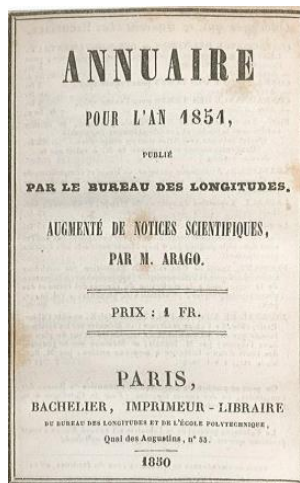 ANNUAIRE
POUR L'AN 1851,
PUBLIÉ
PAR LE BUREAU DES LONGITUDES.
AUGMENTÉ DE NOTICES SCIENTIFIQUES,
PAR M. ARAGO.
PRIX : 1 FR.
PARIS,
BACHELIER, IMPRIMEUR-LIBRAIRE
DU BUREAU DES LONGITUDES ET DE L'ÉCOLE POLYTECHNIQUE,
Quai des Augustins, n° 55.
1850